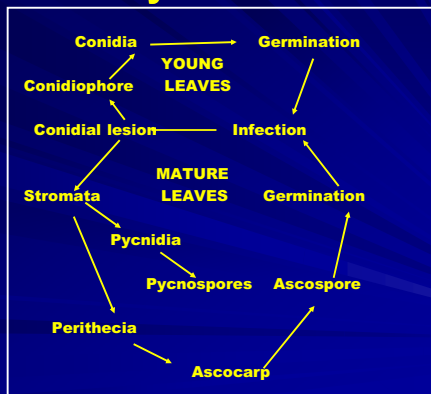 Conidia Germination
YOUNG
Conidiophore LEAVES
Conidial lesion Infection
MATURE
Stromata LEAVES Germination
Pycnidia
Pycnospores Ascospore
Perithecia
Ascocarp